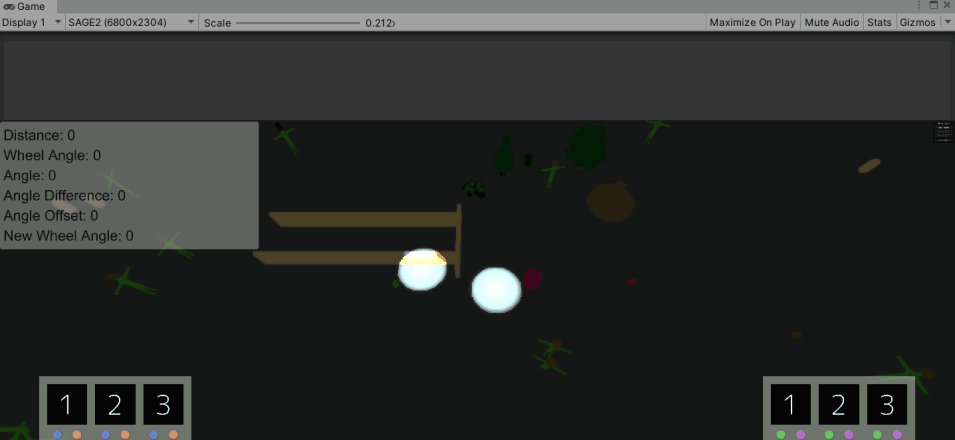 Game
Display 1 SAGE2 (6800x2304) Scale 0.212x Maximize On Play Mute Audio Stats Gizmos
Distance: 0
Wheel Angle: 0
Angle: 0
Angle Difference: 0
Angle Offset: 0
New Wheel Angle: 0
1 2 3 1 2 3